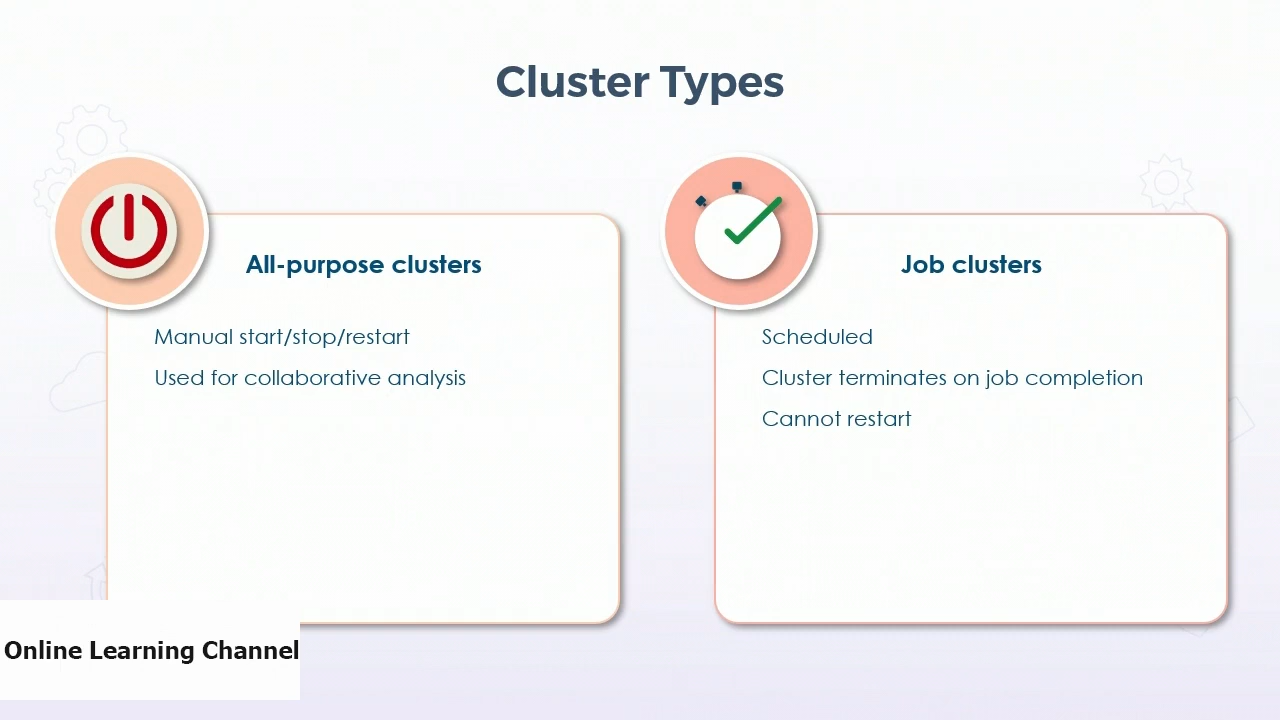 Cluster Types
All-purpose clusters
Manual start/stop/restart
Used for collaborative analysis
Job clusters
Scheduled
Cluster terminates on job completion
Cannot restart
Online Learning Channel